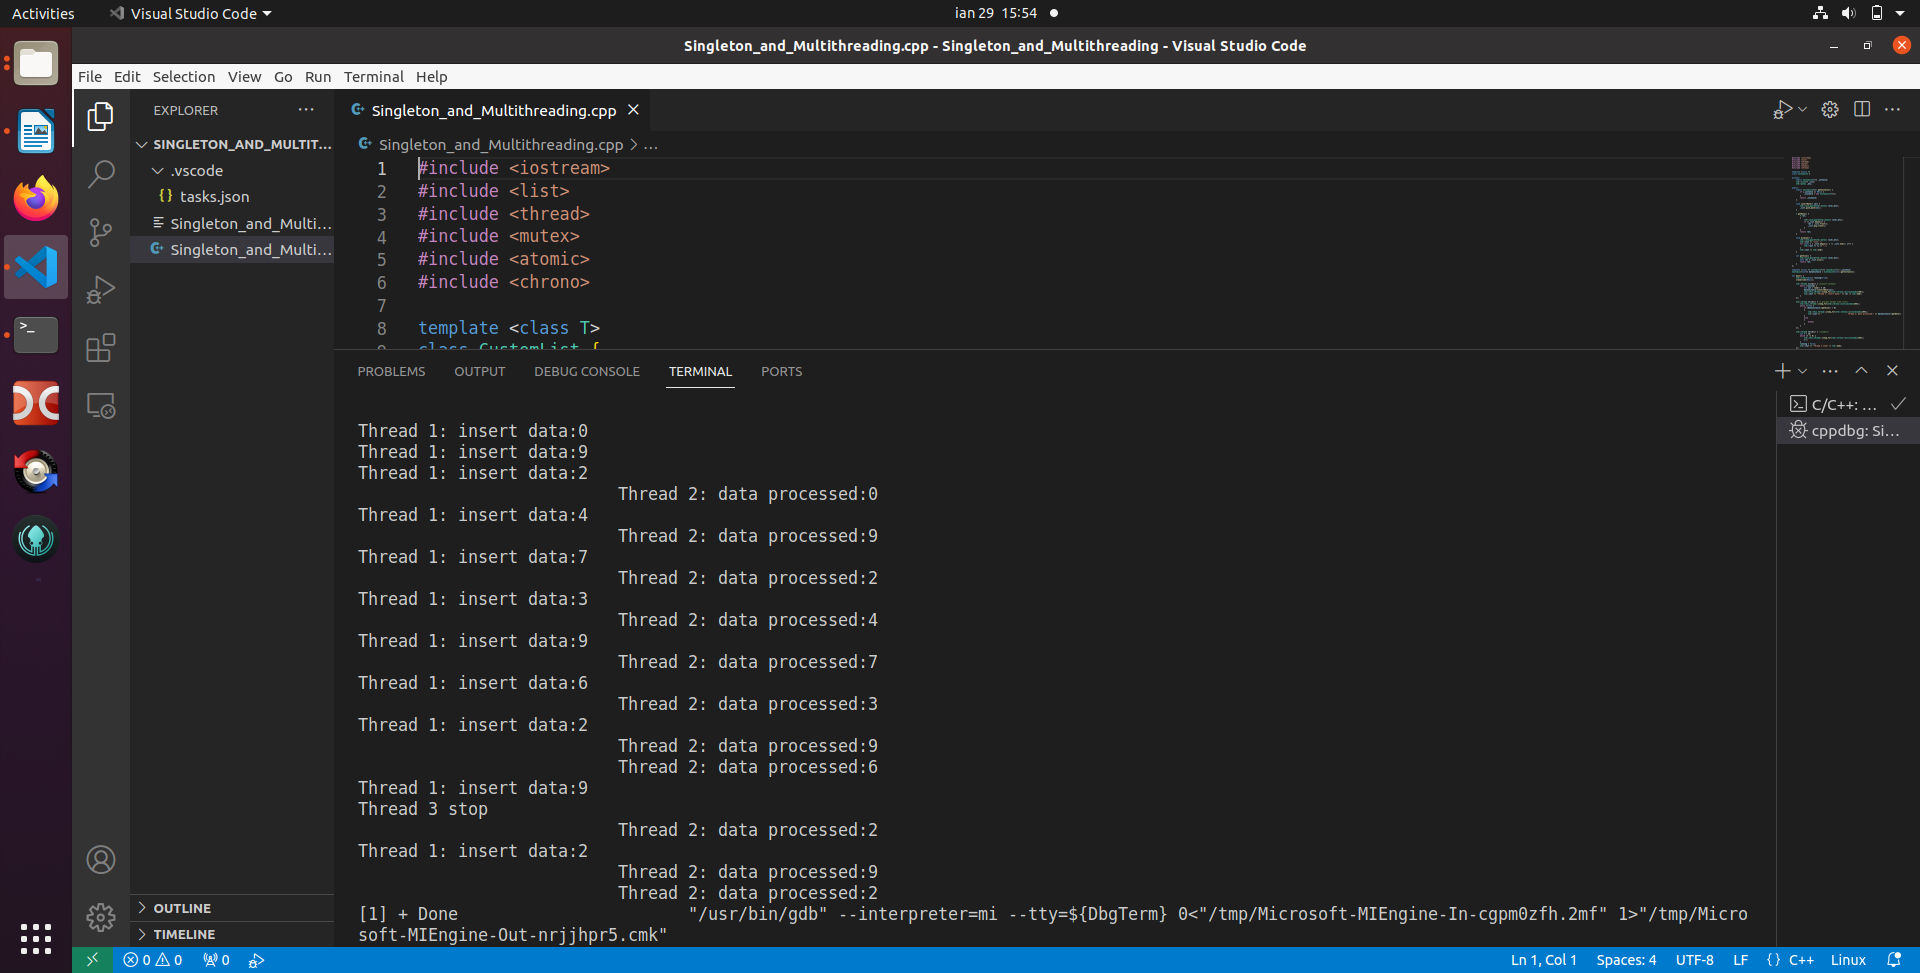 Activities
Visual Studio Code
ian 29 15:54
Singleton_and_Multithreading.cpp - Singleton_and_Multithreading - Visual Studio Code
File Edit Selection View Go Run Terminal Help
EXPLORER
SINGLETON_AND_MULTIT...
.vscode
{} tasks.json
Singleton_and_Multi...
Singleton_and_Multi...
OUTLINE
TIMELINE
Singleton_and_Multithreading.cpp
Singleton_and_Multithreading.cpp > ...
1 #include <iostream>
2 #include <list>
3 #include <thread>
4 #include <mutex>
5 #include <atomic>
6 #include <chrono>
7
8 template <class T>
9 class CustomList {
PROBLEMS OUTPUT DEBUG CONSOLE TERMINAL PORTS
C/C++: ...
cppdbg: Si...
Thread 1: insert data:0
Thread 1: insert data:9
Thread 1: insert data:2
Thread 2: data processed:0
Thread 1: insert data:4
Thread 2: data processed:9
Thread 1: insert data:7
Thread 2: data processed:2
Thread 1: insert data:3
Thread 2: data processed:4
Thread 1: insert data:9
Thread 2: data processed:7
Thread 1: insert data:6
Thread 2: data processed:3
Thread 1: insert data:2
Thread 2: data processed:9
Thread 2: data processed:6
Thread 1: insert data:9
Thread 3 stop
Thread 2: data processed:2
Thread 1: insert data:2
Thread 2: data processed:9
Thread 2: data processed:2
[1] + Done "/usr/bin/gdb" --interpreter=mi --tty=${DbgTerm} 0<"/tmp/Microsoft-MIEngine-In-cgpm0zfh.2mf" 1>"/tmp/Micro
soft-MIEngine-Out-nrjjhpr5.cmk"
0 0 0
Ln 1, Col 1 Spaces: 4 UTF-8 LF {} C++ Linux